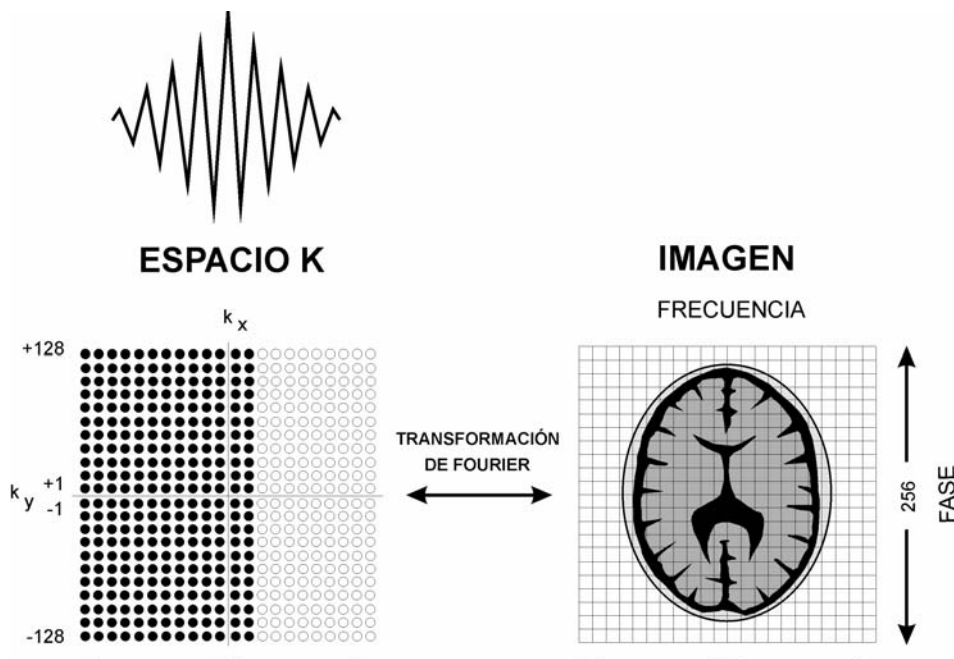 ESPACIO K
IMAGEN
FRECUENCIA
k x
+128
k y
+1
-1
-128
TRANSFORMACIÓN
DE FOURIER
256
FASE